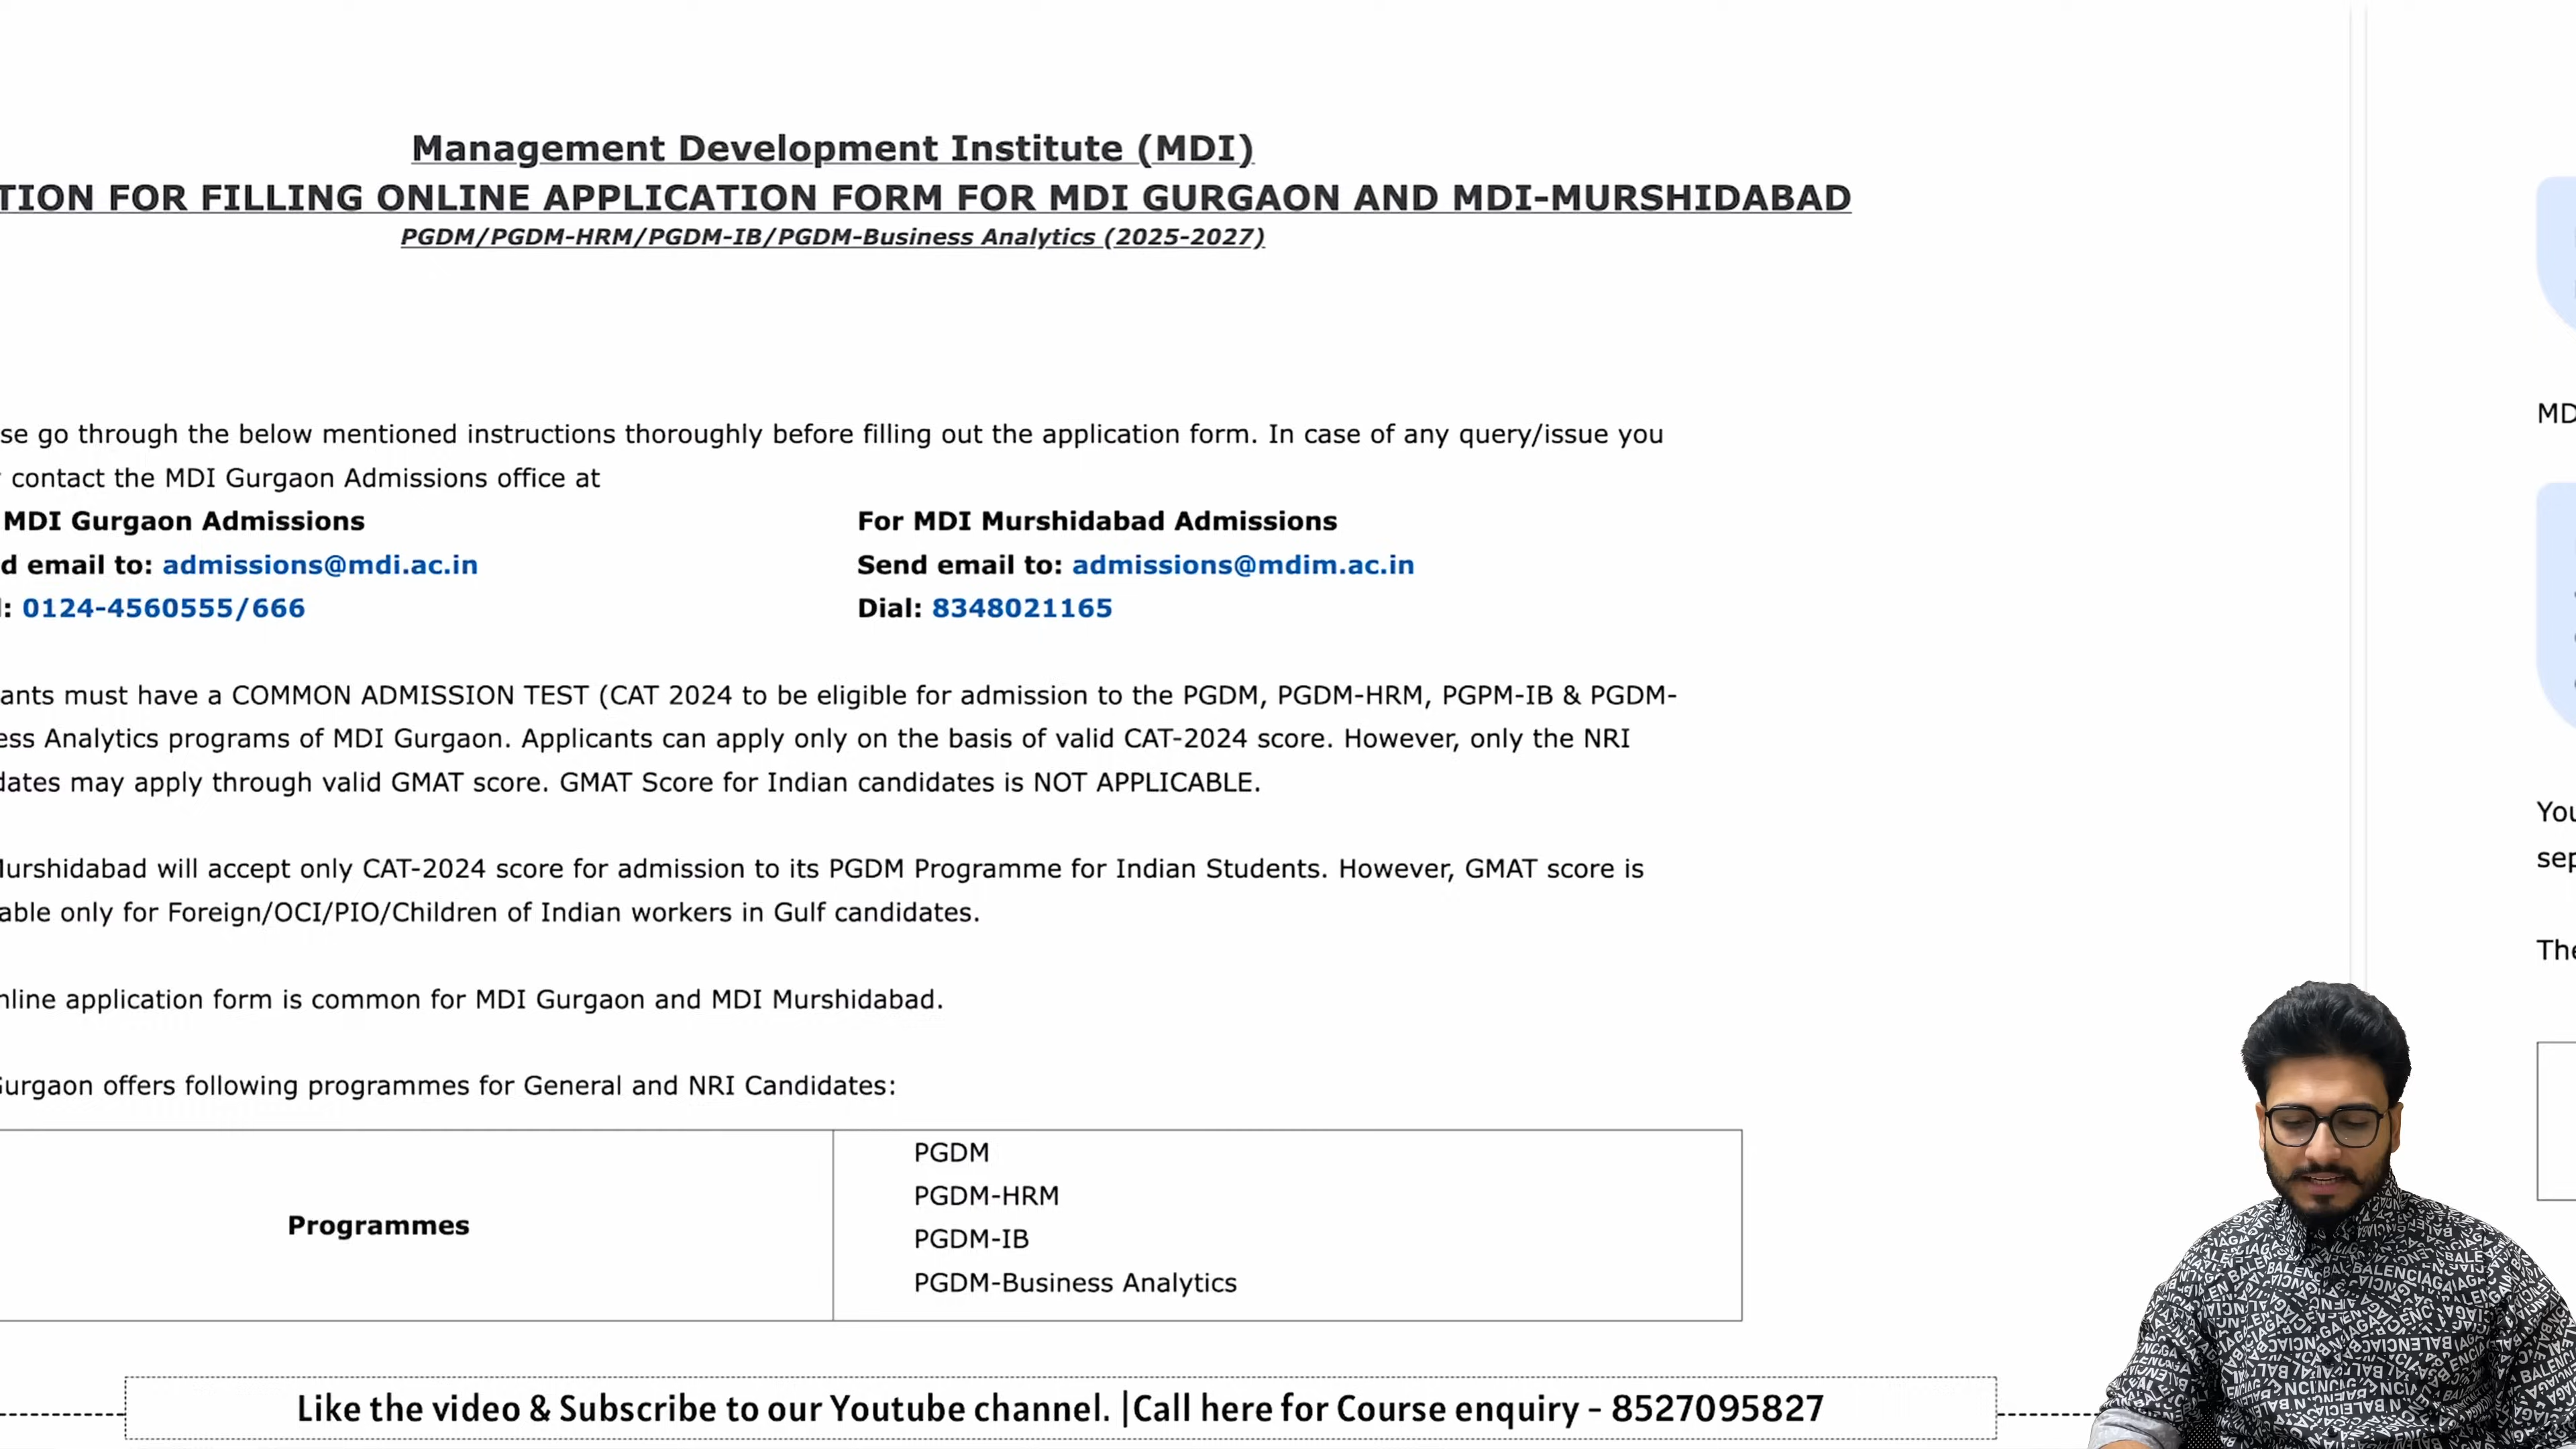 Management Development Institute (MDI)
TION FOR FILLING ONLINE APPLICATION FORM FOR MDI GURGAON AND MDI-MURSHIDABAD
PGDM/PGDM-HRM/PGDM-IB/PGDM-Business Analytics (2025-2027)
se go through the below mentioned instructions thoroughly before filling out the application form. In case of any query/issue you
contact the MDI Gurgaon Admissions office at
MDI Gurgaon Admissions
d email to: admissions@mdi.ac.in
: 0124-4560555/666
For MDI Murshidabad Admissions
Send email to: admissions@mdim.ac.in
Dial: 8348021165
ants must have a COMMON ADMISSION TEST (CAT 2024 to be eligible for admission to the PGDM, PGDM-HRM, PGPM-IB & PGDM-
ess Analytics programs of MDI Gurgaon. Applicants can apply only on the basis of valid CAT-2024 score. However, only the NRI
dates may apply through valid GMAT score. GMAT Score for Indian candidates is NOT APPLICABLE.
Murshidabad will accept only CAT-2024 score for admission to its PGDM Programme for Indian Students. However, GMAT score is
able only for Foreign/OCI/PIO/Children of Indian workers in Gulf candidates.
nline application form is common for MDI Gurgaon and MDI Murshidabad.
Gurgaon offers following programmes for General and NRI Candidates:
Programmes
PGDM
PGDM-HRM
PGDM-IB
PGDM-Business Analytics
MD
You
sep
The
BALENCIAGA
Like the video & Subscribe to our Youtube channel. |Call here for Course enquiry - 8527095827